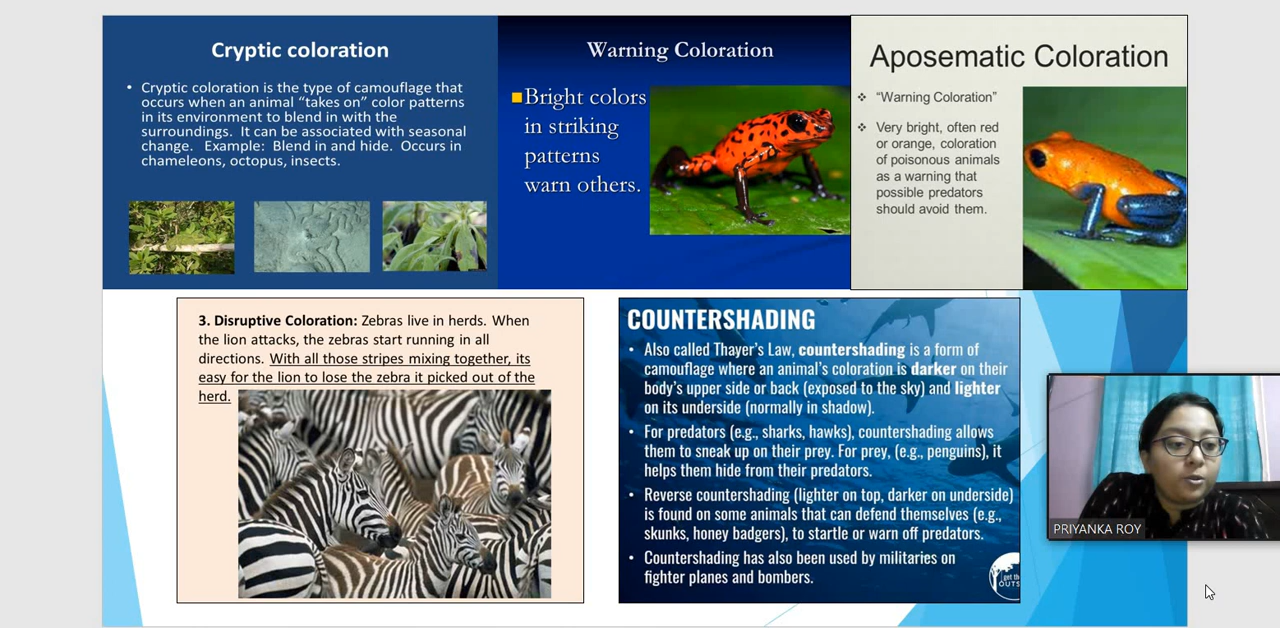 Cryptic coloration
• Cryptic coloration is the type of camouflage that
occurs when an animal “takes on” color patterns
in its environment to blend in with the
surroundings. It can be associated with seasonal
change. Example: Blend in and hide. Occurs in
chameleons, octopus, insects.
Warning Coloration
Bright colors
in striking
patterns
warn others.
Aposematic Coloration
“Warning Coloration”
Very bright, often red
or orange, coloration
of poisonous animals
as a warning that
possible predators
should avoid them.
3. Disruptive Coloration: Zebras live in herds. When
the lion attacks, the zebras start running in all
directions. With all those stripes mixing together, its
easy for the lion to lose the zebra it picked out of the
herd.
COUNTERSHADING
• Also called Thayer’s Law, countershading is a form of
camouflage where an animal’s coloration is darker on their
body’s upper side or back (exposed to the sky) and lighter
on its underside (normally in shadow).
• For predators (e.g., sharks, hawks), countershading allows
them to sneak up on their prey. For prey, (e.g., penguins), it
helps them hide from their predators.
• Reverse countershading (lighter on top, darker on underside)
is found on some animals that can defend themselves (e.g.,
skunks, honey badgers), to startle or warn off predators.
• Countershading has also been used by militaries on
fighter planes and bombers.
PRIYANKA ROY